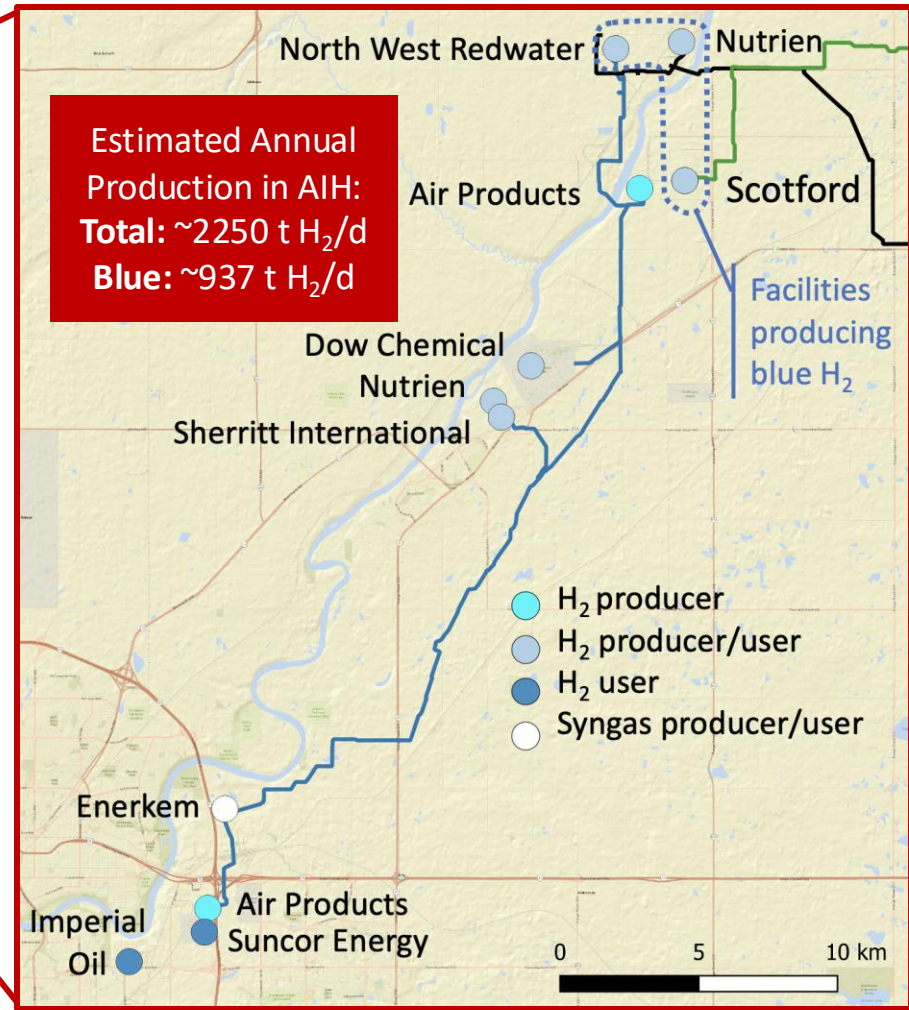 North West Redwater
Nutrien
Estimated Annual
Production in AIH:
Total: ~2250 t H₂/d
Blue: ~937 t H₂/d
Air Products
Scotford
Facilities
producing
blue H₂
Dow Chemical
Nutrien
Sherritt International
H₂ producer
H₂ producer/user
H₂ user
Syngas producer/user
Enerkem
Air Products
Suncor Energy
Imperial
Oil
0 5 10 km